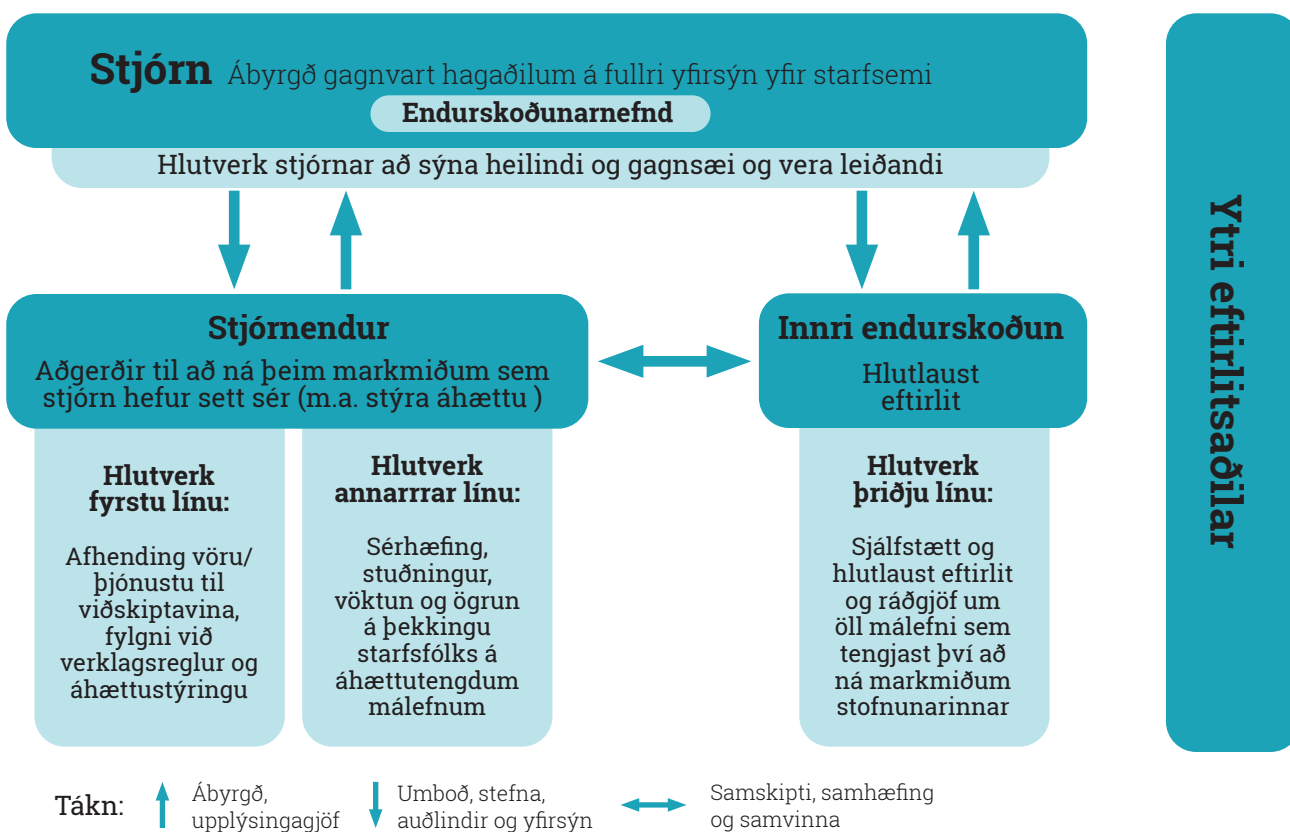 Stjórn Ábyrgð gagnvart hagaðilum á fullri yfirsýn yfir starfsemi
Endurskoðunarnefnd
Hlutverk stjórnar að sýna heilindi og gagnsæi og vera leiðandi
Stjórnendur
Aðgerðir til að ná þeim markmiðum sem
stjórn hefur sett sér (m.a. stýra áhættu )
Innri endurskoðun
Hlutlaust
eftirlit
Hlutverk
fyrstu línu:
Afhending vöru/
þjónustu til
viðskiptavina,
fylgni við
verklagsreglur og
áhættustýringu
Hlutverk
annarrrar línu:
Sérhæfing,
stuðningur,
vöktun og ögrun
á þekkingu
starfsfólks á
áhættutengdum
málefnum
Hlutverk
þriðju línu:
Sjálfstætt og
hlutlaust eftirlit
og ráðgjöf um
öll málefni sem
tengjast því að
ná markmiðum
stofnunarinnar
Ytri eftirlitsaðilar
Tákn:
Ábyrgð,
upplýsingagjöf
Umboð, stefna,
auðlindir og yfirsýn
Samskipti, samhæfing
og samvinna